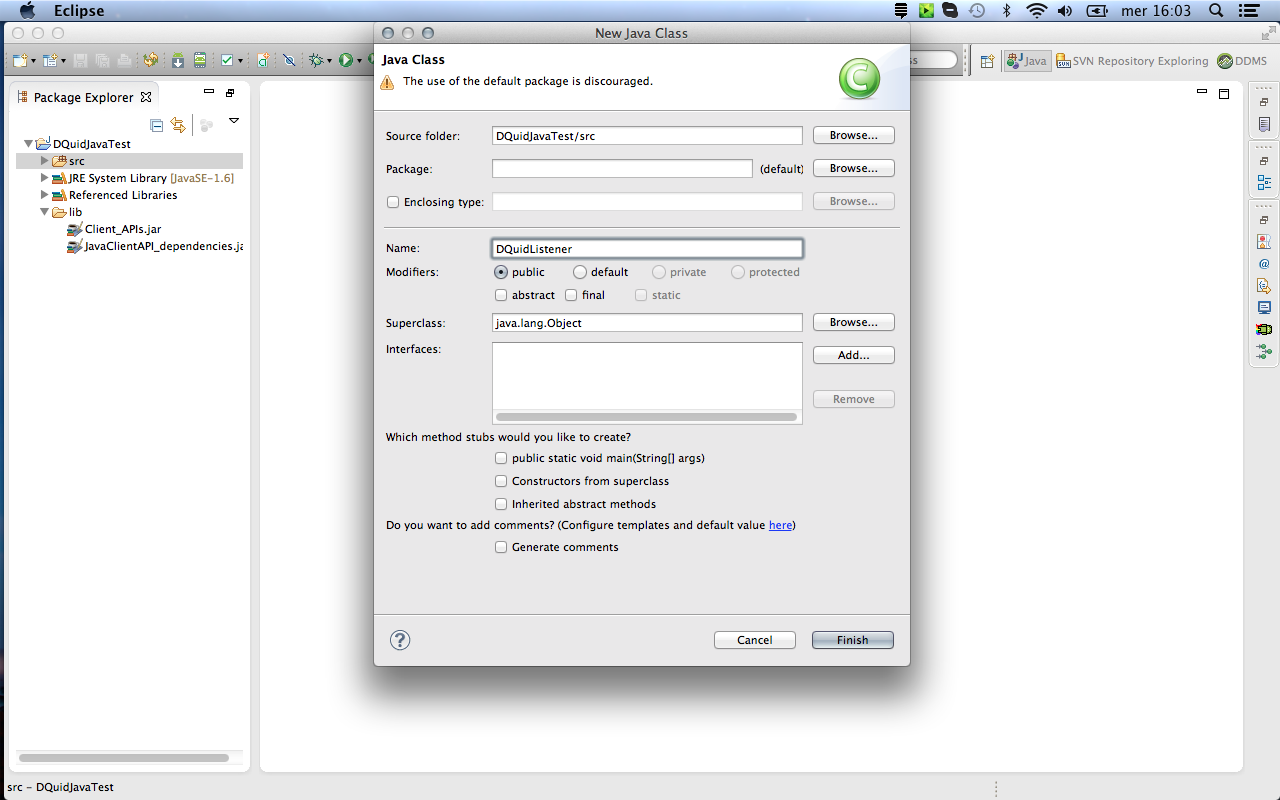 Eclipse
mer 16:03
New Java Class
Java Class
The use of the default package is discouraged.
Java
SVN Repository Exploring
DDMS
Package Explorer
DQuidJavaTest
src
JRE System Library [JavaSE-1.6]
Referenced Libraries
lib
Client_APIs.jar
JavaClientAPI_dependencies.ja
Source folder:
DQuidJavaTest/src
Browse...
Package:
(default)
Browse...
Enclosing type:
Browse...
Name:
DQuidListener
Modifiers:
public
default
private
protected
abstract
final
static
Superclass:
java.lang.Object
Browse...
Interfaces:
Add...
Remove
Which method stubs would you like to create?
public static void main(String[] args)
Constructors from superclass
Inherited abstract methods
Do you want to add comments? (Configure templates and default value here)
Generate comments
?
Cancel
Finish
src - DQuidJavaTest